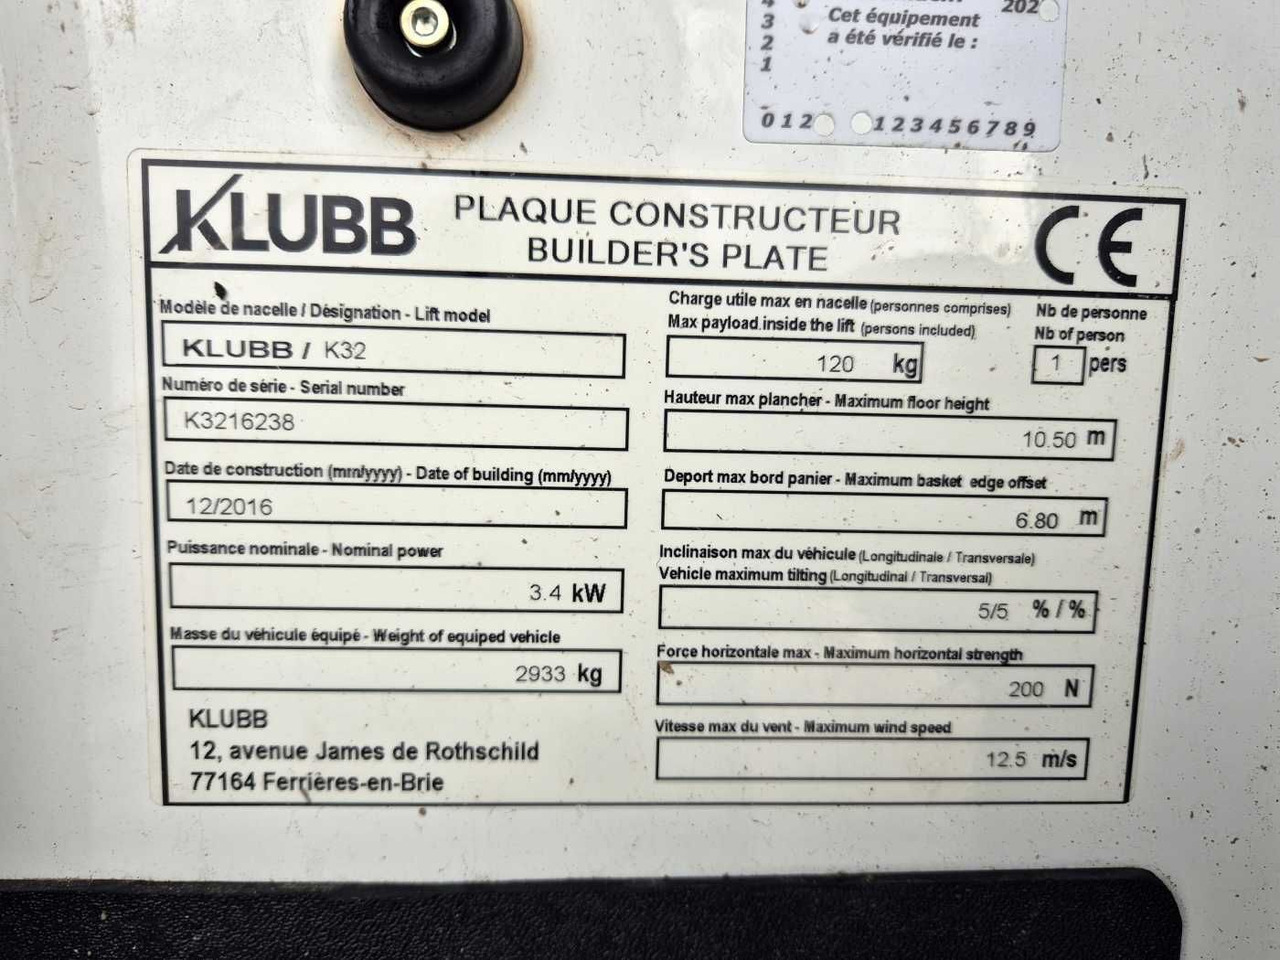 4
3
2
1
202
Cet équipement
a été vérifié le :
0 1 2 1 2 3 4 5 6 7 8 9
KLUBB
PLAQUE CONSTRUCTEUR
BUILDER'S PLATE
CE
Modèle de nacelle / Désignation - Lift model
KLUBB / K32
Numéro de série - Serial number
K3216238
Date de construction (mm/yyyy) - Date of building (mm/yyyy)
12/2016
Puissance nominale - Nominal power
3.4 kW
Masse du véhicule équipé - Weight of equiped vehicle
2933 kg
KLUBB
12, avenue James de Rothschild
77164 Ferrières-en-Brie
Charge utile max en nacelle (personnes comprises)
Max payload inside the lift (persons included)
120 kg
Nb de personne
Nb of person
1 pers
Hauteur max plancher - Maximum floor height
10.50 m
Deport max bord panier - Maximum basket edge offset
6.80 m
Inclinaison max du véhicule (Longitudinale / Transversale)
Vehicle maximum tilting (Longitudinal / Transversal)
5/5 % / %
Force horizontale max - Maximum horizontal strength
200 N
Vitesse max du vent - Maximum wind speed
12.5 m/s